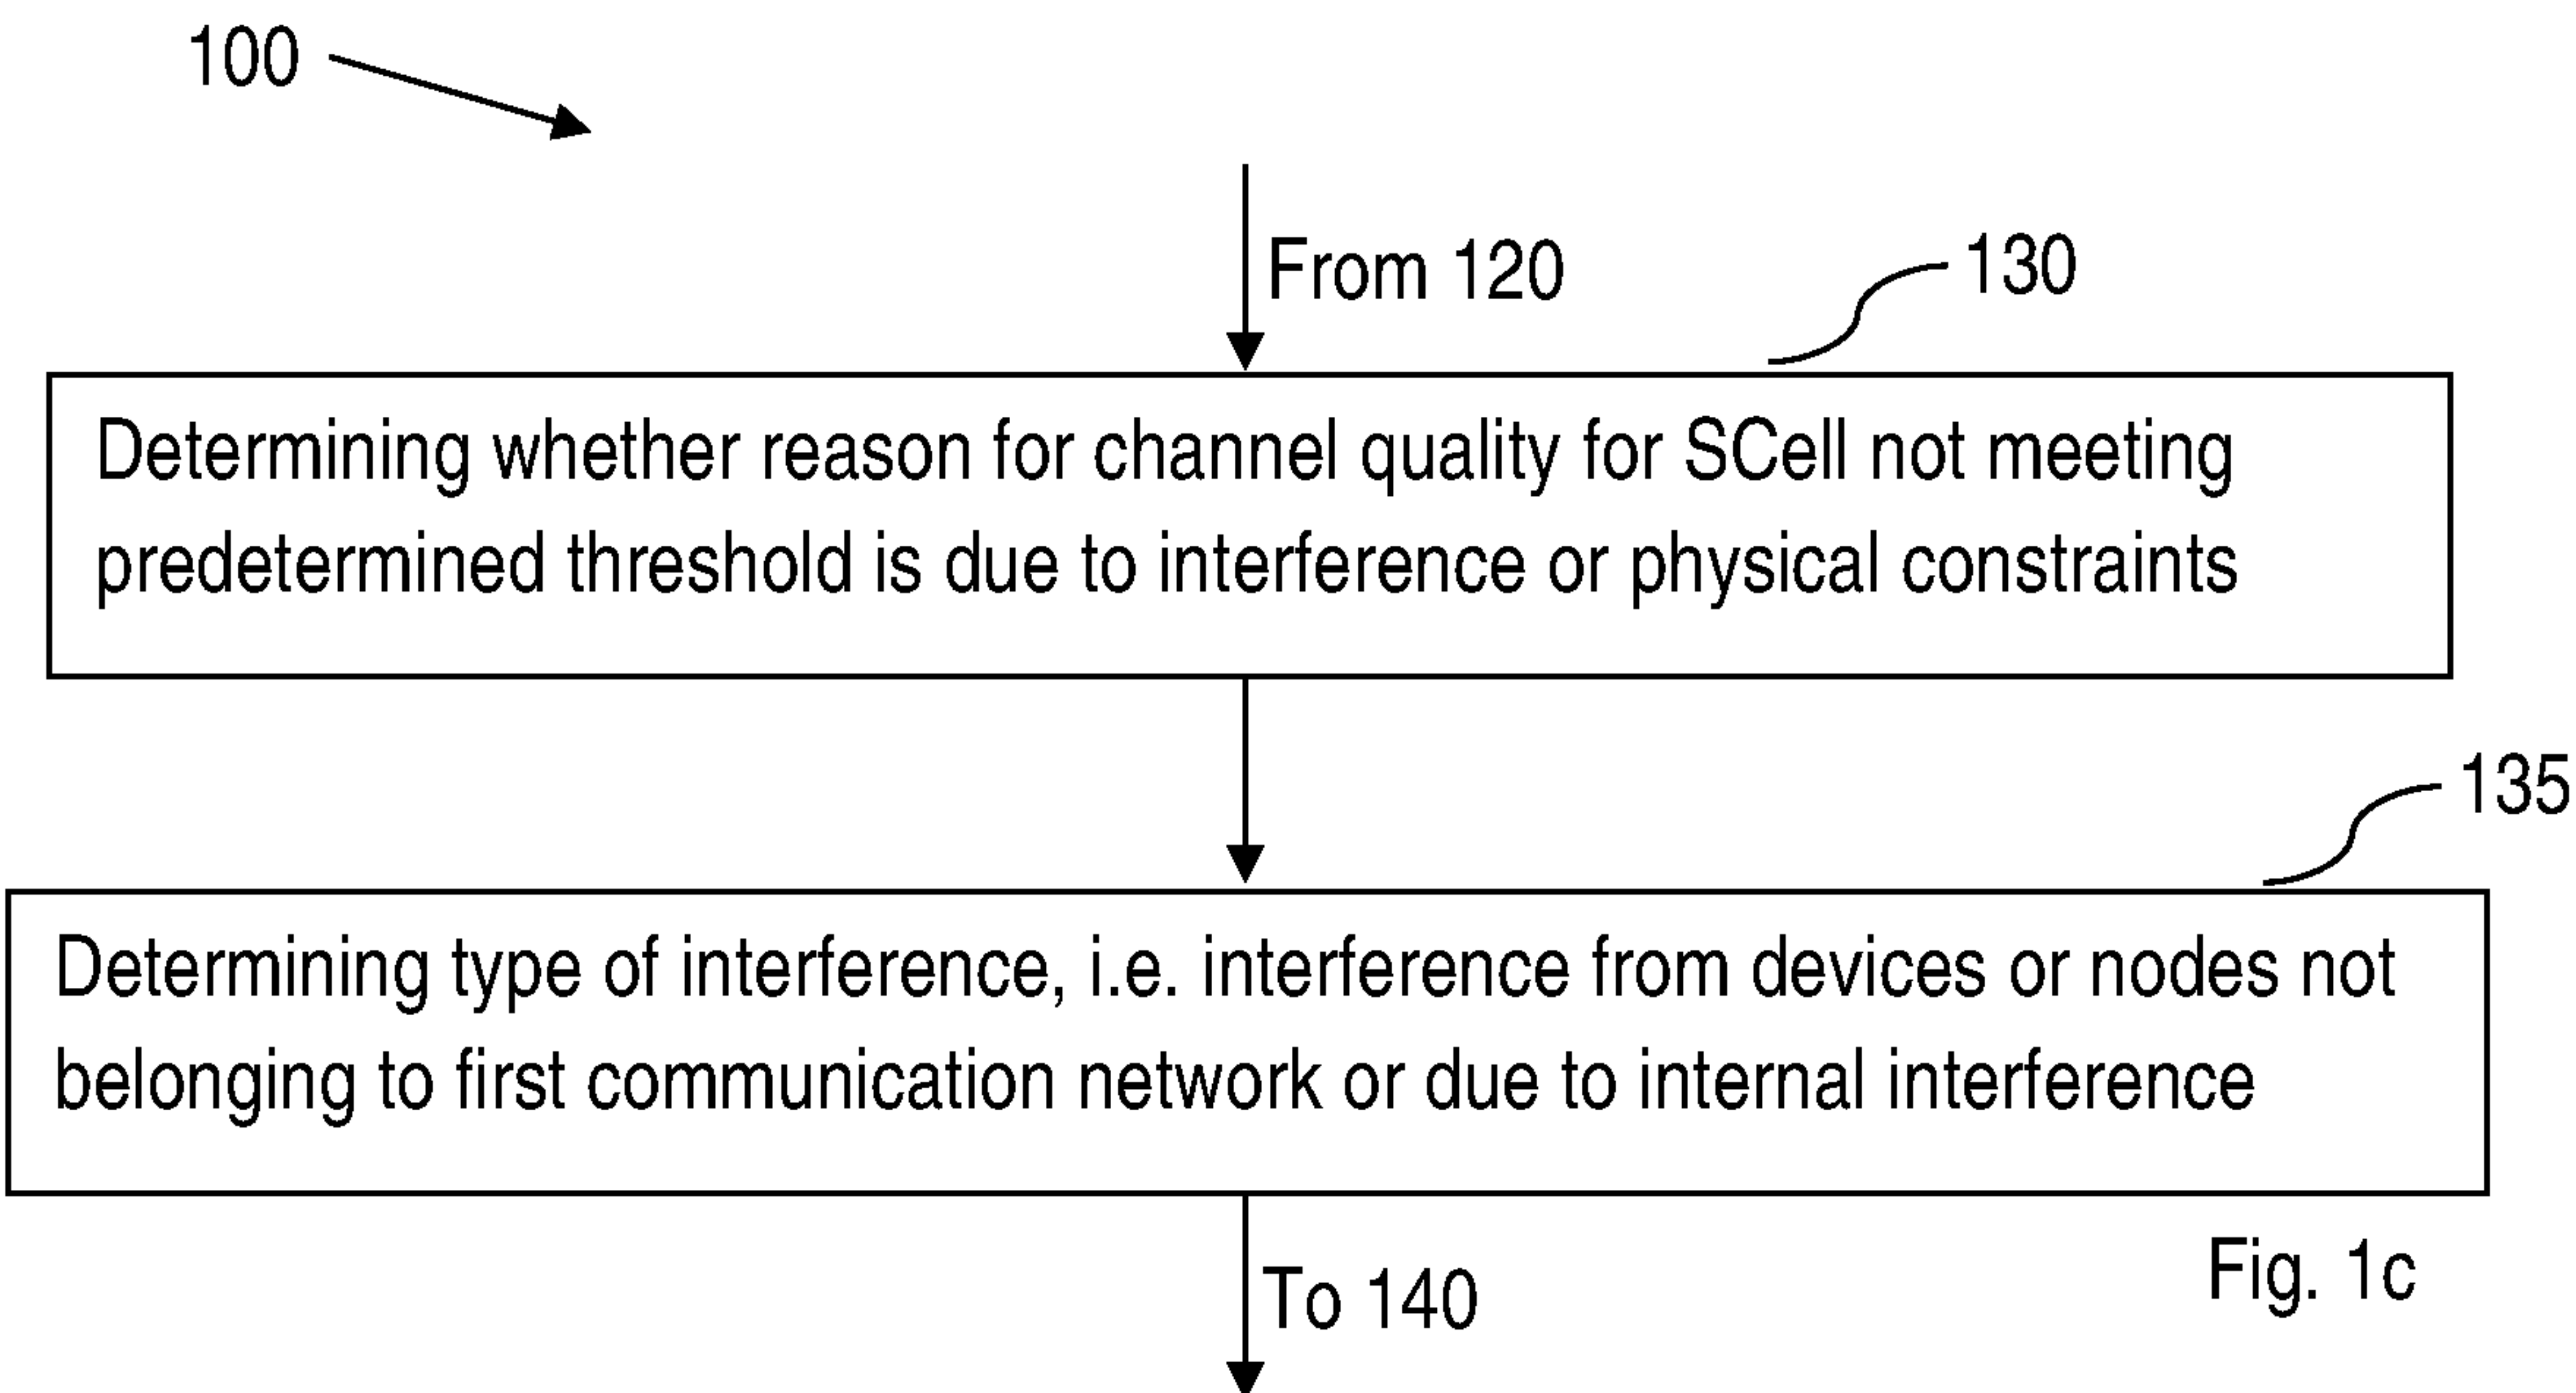 100
From 120
130
Determining whether reason for channel quality for SCell not meeting
predetermined threshold is due to interference or physical constraints
135
Determining type of interference, i.e. interference from devices or nodes not
belonging to first communication network or due to internal interference
Fig. 1c
To 140